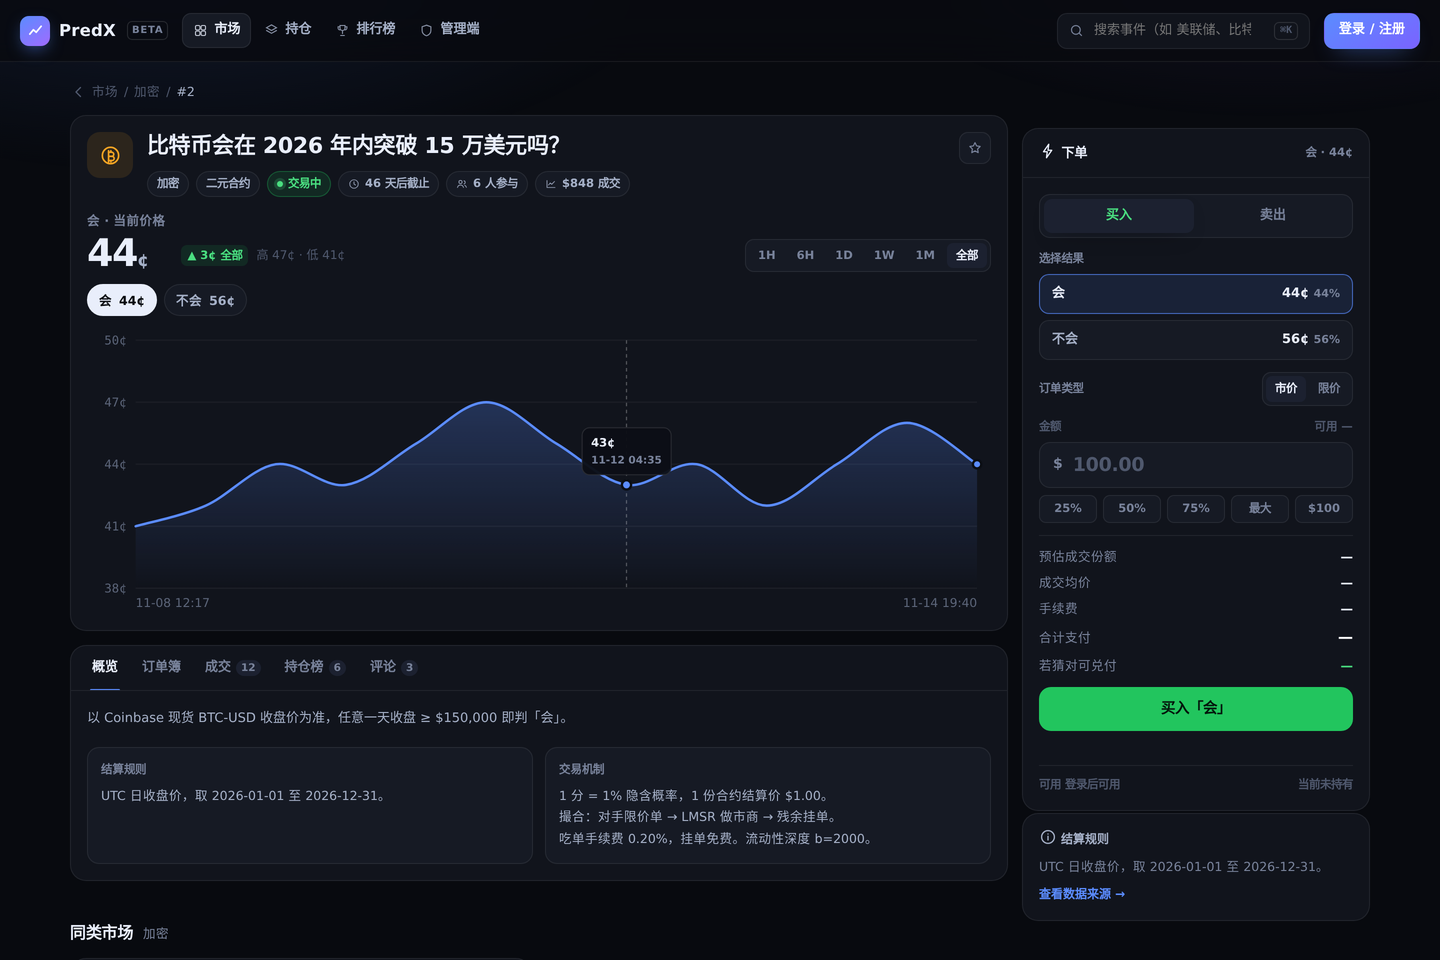 PredX BETA 市场 持仓 排行榜 管理端 搜索事件（如 美联储、比特 ⌘K 登录 / 注册
市场 / 加密 / #2
比特币会在 2026 年内突破 15 万美元吗？
加密 二元合约 交易中 46 天后截止 6 人参与 $848 成交
会 · 当前价格
44¢ ▲ 3¢ 全部 高 47¢ · 低 41¢ 1H 6H 1D 1W 1M 全部
会 44¢ 不会 56¢
50¢
47¢
44¢
41¢
38¢
43¢
11-12 04:35
11-08 12:17 11-14 19:40
概览 订单簿 成交 12 持仓榜 6 评论 3
以 Coinbase 现货 BTC-USD 收盘价为准，任意一天收盘 ≥ $150,000 即判「会」。
结算规则
UTC 日收盘价，取 2026-01-01 至 2026-12-31。
交易机制
1 分 = 1% 隐含概率，1 份合约结算价 $1.00。
撮合：对手限价单 → LMSR 做市商 → 残余挂单。
吃单手续费 0.20%，挂单免费。流动性深度 b=2000。
同类市场 加密
下单 会 · 44¢
买入 卖出
选择结果
会 44¢ 44%
不会 56¢ 56%
订单类型 市价 限价
金额 可用 —
$ 100.00
25% 50% 75% 最大 $100
预估成交份额 —
成交均价 —
手续费 —
合计支付 —
若猜对可兑付 —
买入「会」
可用 登录后可用 当前未持有
结算规则
UTC 日收盘价，取 2026-01-01 至 2026-12-31。
查看数据来源 →